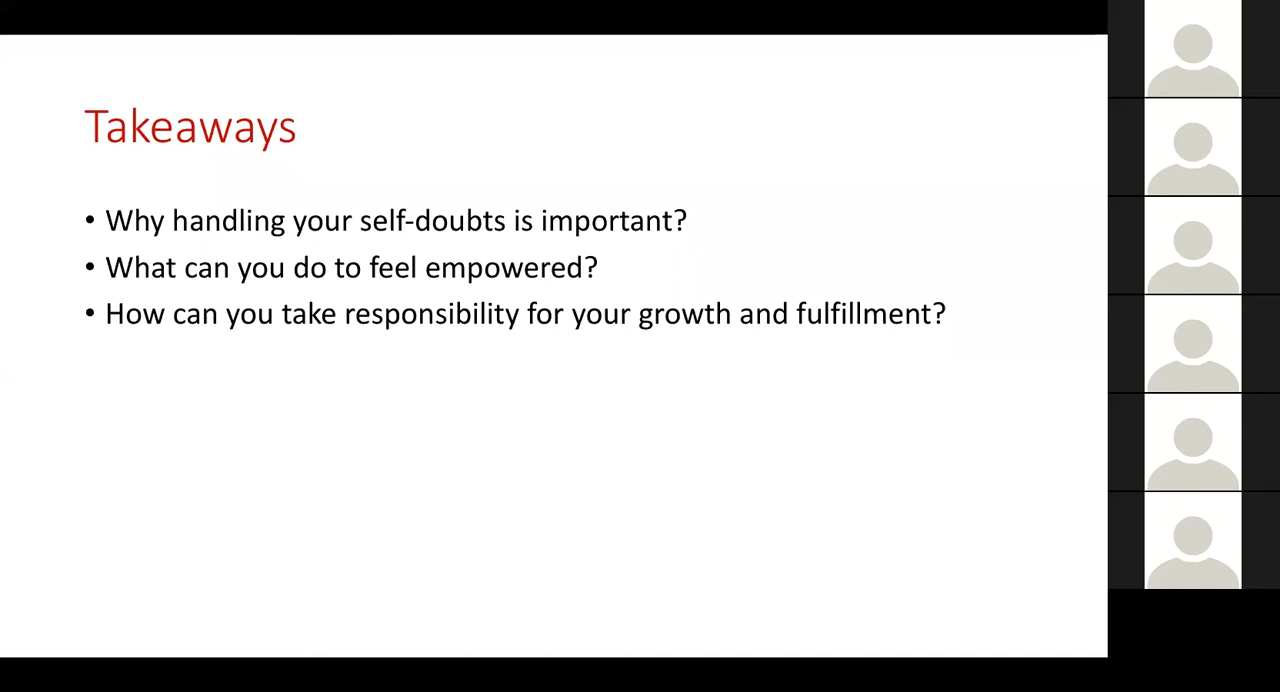 Takeaways
• Why handling your self-doubts is important?
• What can you do to feel empowered?
• How can you take responsibility for your growth and fulfillment?